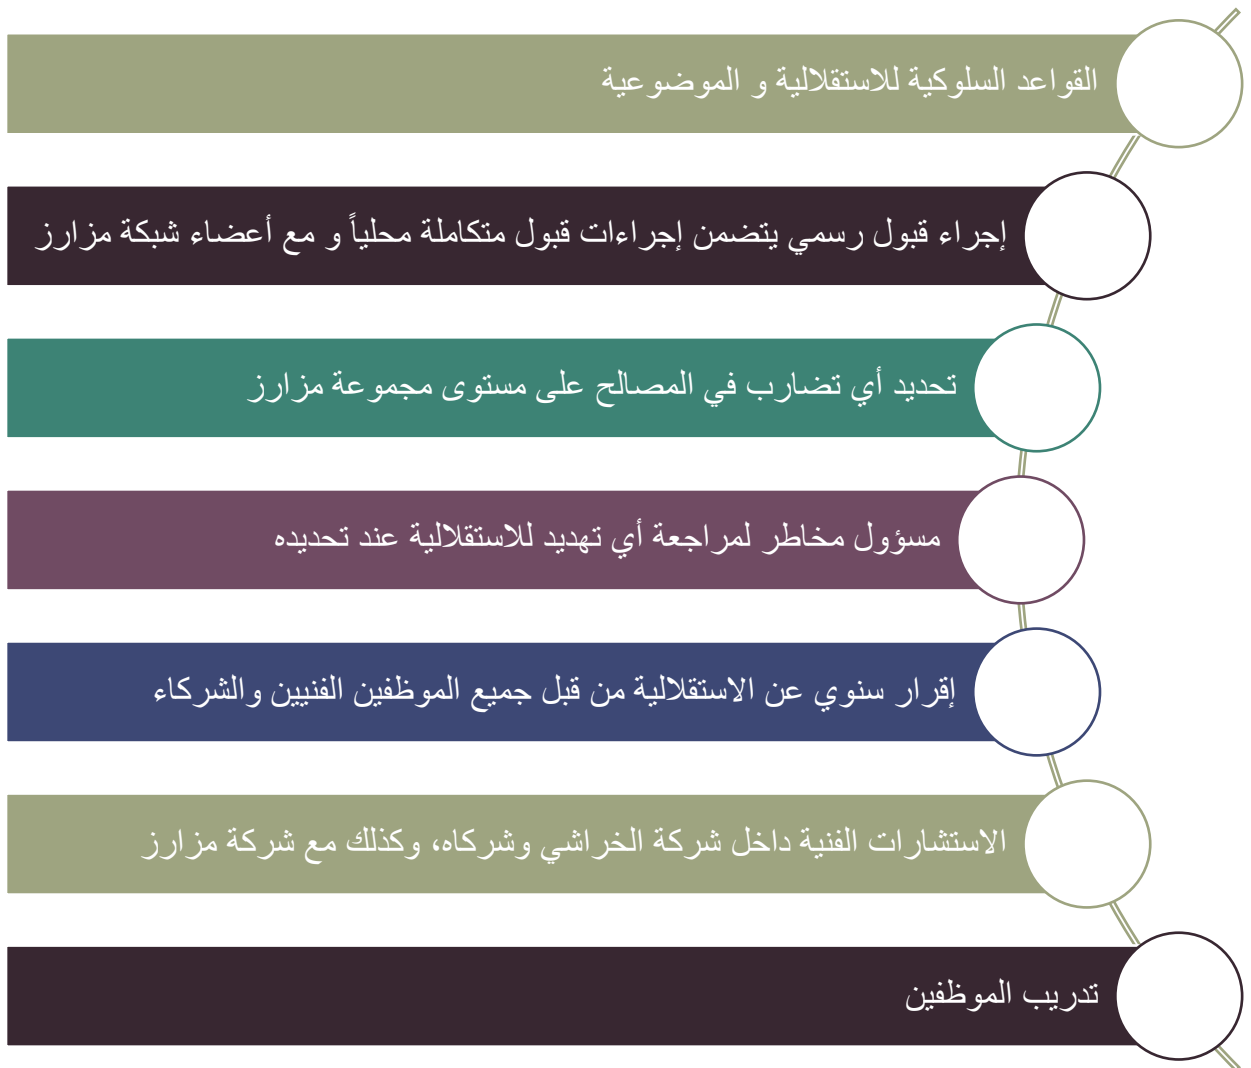 القواعد السلوكية للاستقلالية و الموضوعية
إجراء قبول رسمي يتضمن إجراءات قبول متكاملة محلياً و مع أعضاء شبكة مزارز
تحديد أي تضارب في المصالح على مستوى مجموعة مزارز
مسؤول مخاطر لمراجعة أي تهديد للاستقلالية عند تحديده
إقرار سنوي عن الاستقلالية من قبل جميع الموظفين الفنيين والشركاء
الاستشارات الفنية داخل شركة الخراشي وشركاه، وكذلك مع شركة مزارز
تدريب الموظفين